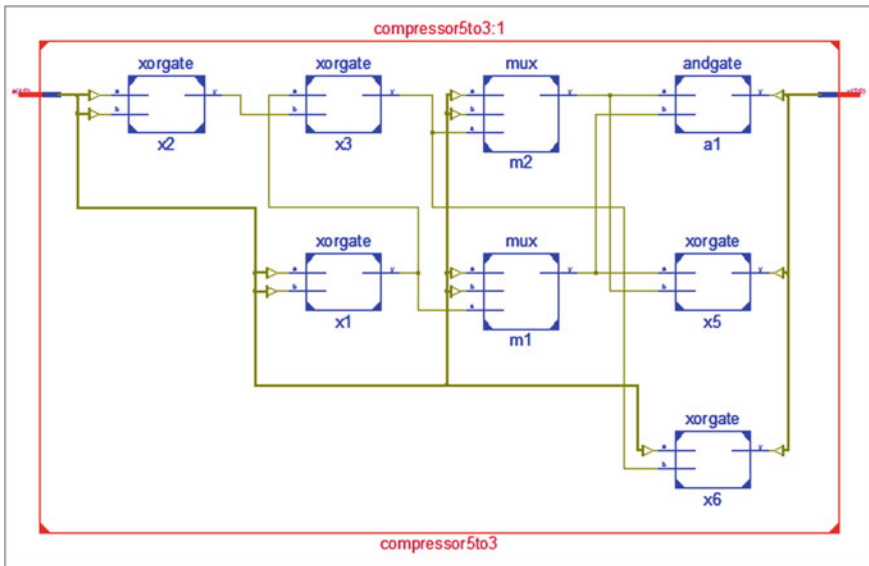 compressor5to3:1
xorgate xorgate mux andgate
a y a y a y a y
b b b b
s
x2 x3 m2 a1
xorgate mux xorgate
a y a y a y
b b b
s
x1 m1 x5
xorgate
a y
b
x6
compressor5to3